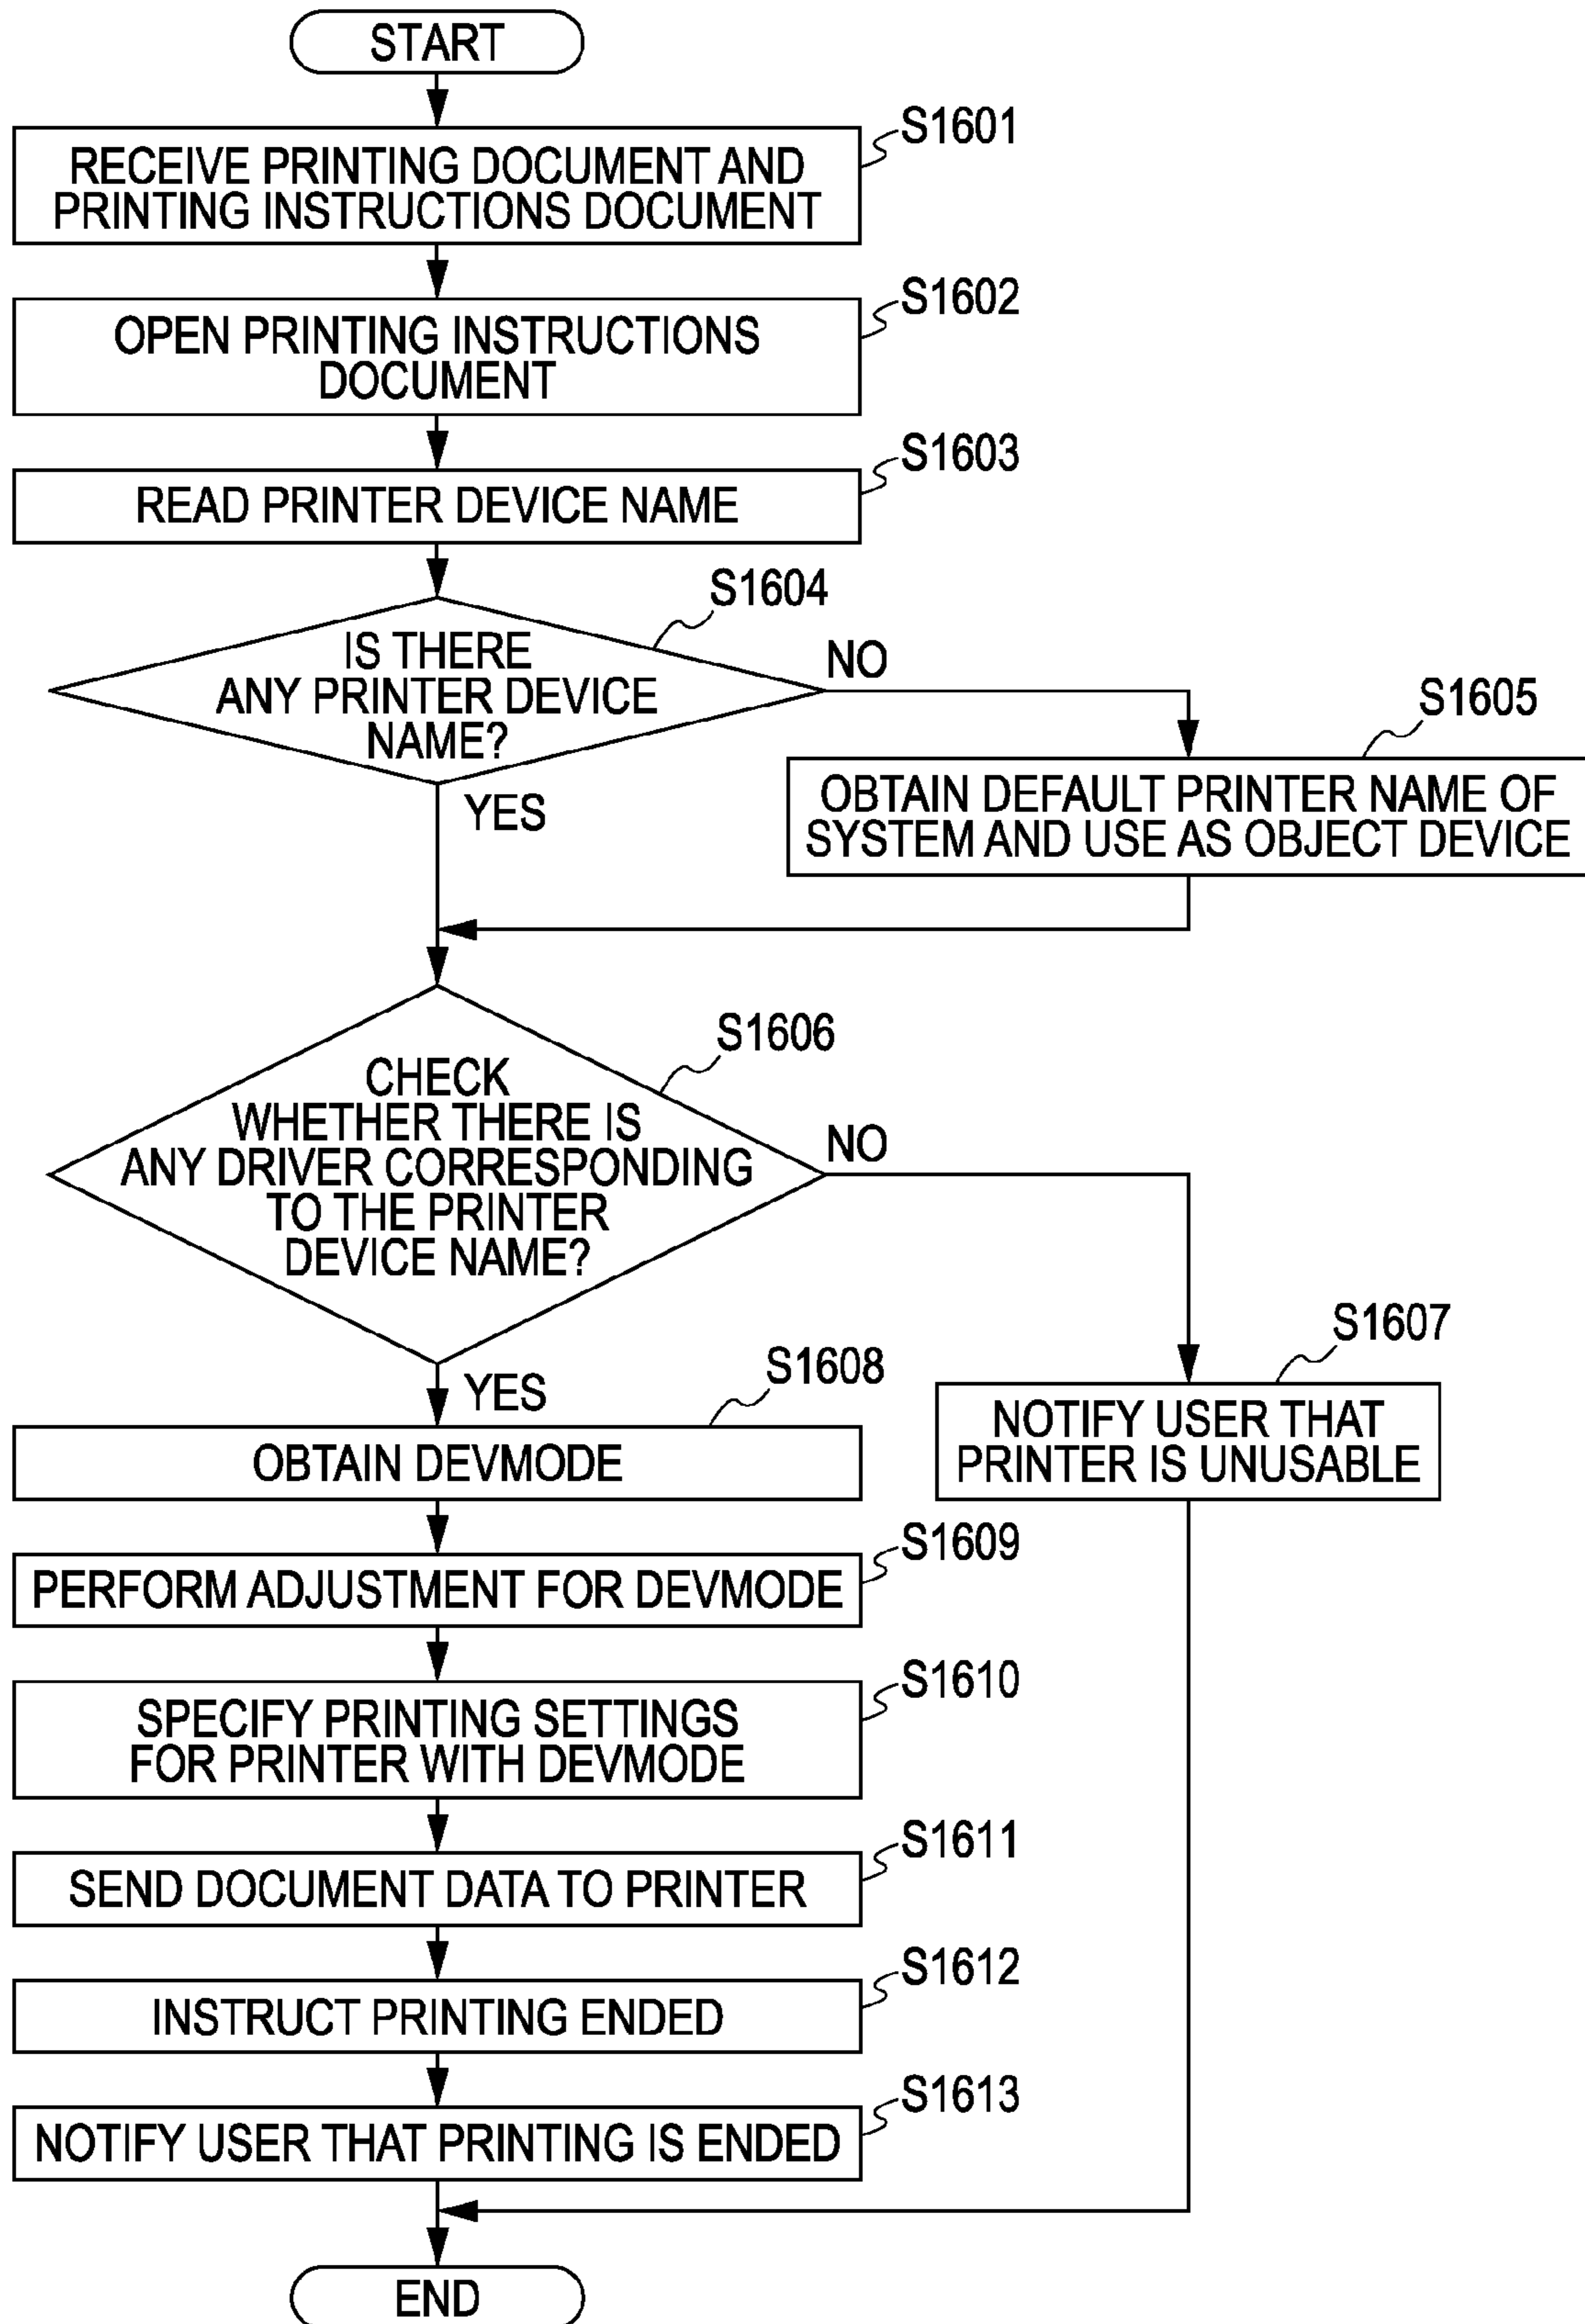 START
S1601
RECEIVE PRINTING DOCUMENT AND
PRINTING INSTRUCTIONS DOCUMENT
S1602
OPEN PRINTING INSTRUCTIONS
DOCUMENT
S1603
READ PRINTER DEVICE NAME
S1604
IS THERE
ANY PRINTER DEVICE
NAME?
NO
YES
S1605
OBTAIN DEFAULT PRINTER NAME OF
SYSTEM AND USE AS OBJECT DEVICE
S1606
CHECK
WHETHER THERE IS
ANY DRIVER CORRESPONDING
TO THE PRINTER
DEVICE NAME?
NO
YES
S1607
NOTIFY USER THAT
PRINTER IS UNUSABLE
S1608
OBTAIN DEVMODE
S1609
PERFORM ADJUSTMENT FOR DEVMODE
S1610
SPECIFY PRINTING SETTINGS
FOR PRINTER WITH DEVMODE
S1611
SEND DOCUMENT DATA TO PRINTER
S1612
INSTRUCT PRINTING ENDED
S1613
NOTIFY USER THAT PRINTING IS ENDED
END